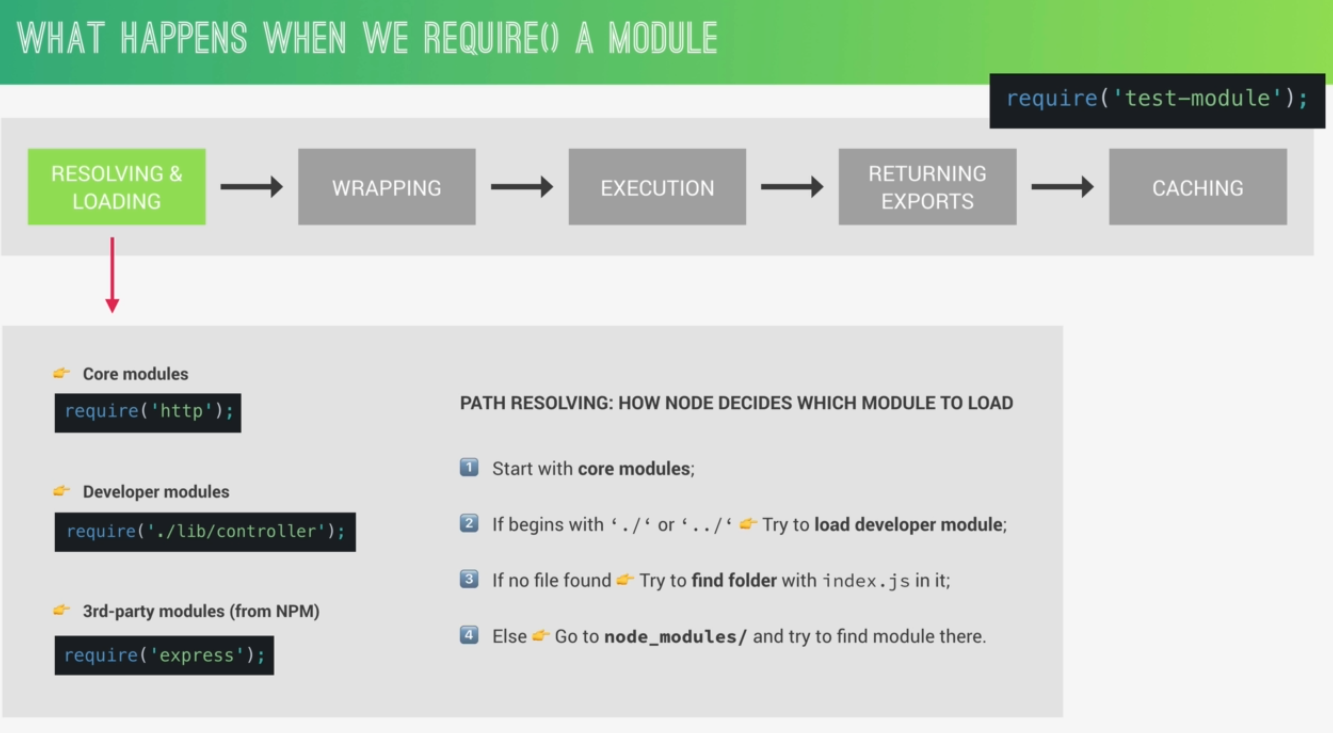 WHAT HAPPENS WHEN WE REQUIRE() A MODULE
require('test-module');
RESOLVING &
LOADING
WRAPPING
EXECUTION
RETURNING
EXPORTS
CACHING
👉 Core modules
require('http');
👉 Developer modules
require('./lib/controller');
👉 3rd-party modules (from NPM)
require('express');
PATH RESOLVING: HOW NODE DECIDES WHICH MODULE TO LOAD
1️⃣ Start with core modules;
2️⃣ If begins with ‘./‘ or ‘../‘ 👉 Try to load developer module;
3️⃣ If no file found 👉 Try to find folder with index.js in it;
4️⃣ Else 👉 Go to node_modules/ and try to find module there.